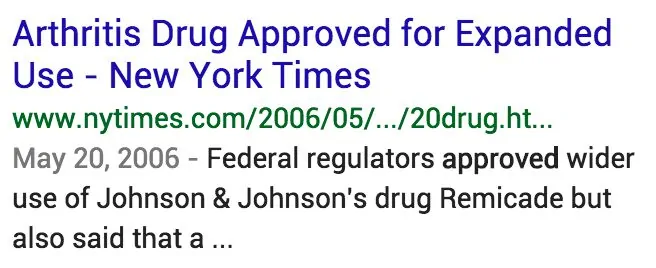 Arthritis Drug Approved for Expanded
Use - New York Times
www.nytimes.com/2006/05/.../20drug.ht...
May 20, 2006 - Federal regulators approved wider
use of Johnson & Johnson's drug Remicade but
also said that a ...